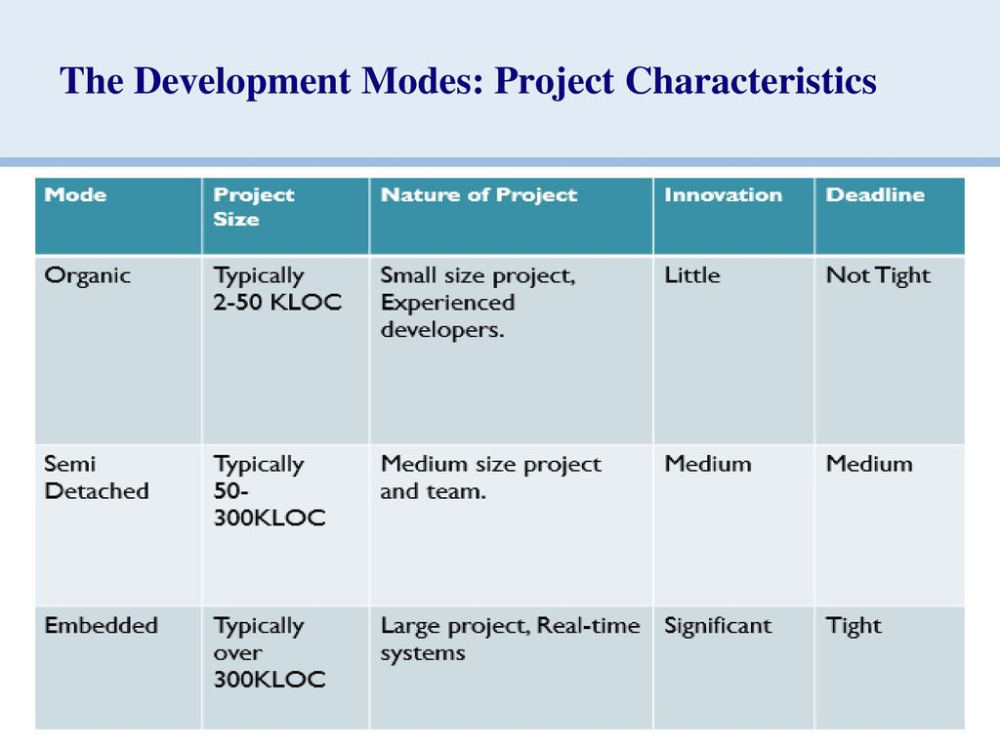 The Development Modes: Project Characteristics
Mode
Project
Size
Nature of Project
Innovation
Deadline
Organic
Typically
2-50 KLOC
Small size project,
Experienced
developers.
Little
Not Tight
Semi
Detached
Typically
50-
300KLOC
Medium size project
and team.
Medium
Medium
Embedded
Typically
over
300KLOC
Large project, Real-time
systems
Significant
Tight